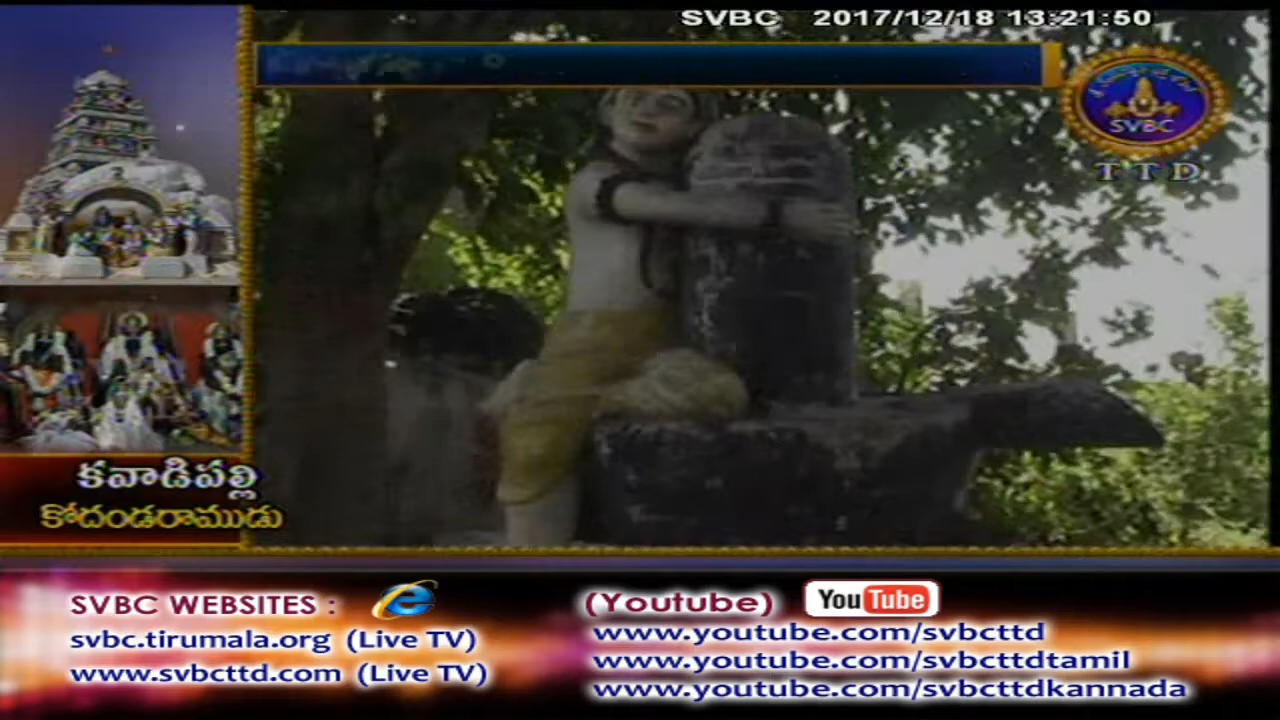 SVBC 2017/12/18 13:21:50
SVBC
T T D
కవాడిపల్లి
కోదండరాముడు
SVBC WEBSITES :
svbc.tirumala.org (Live TV)
www.svbcttd.com (Live TV)
(Youtube) YouTube
www.youtube.com/svbcttd
www.youtube.com/svbcttdtamil
www.youtube.com/svbcttdkannada